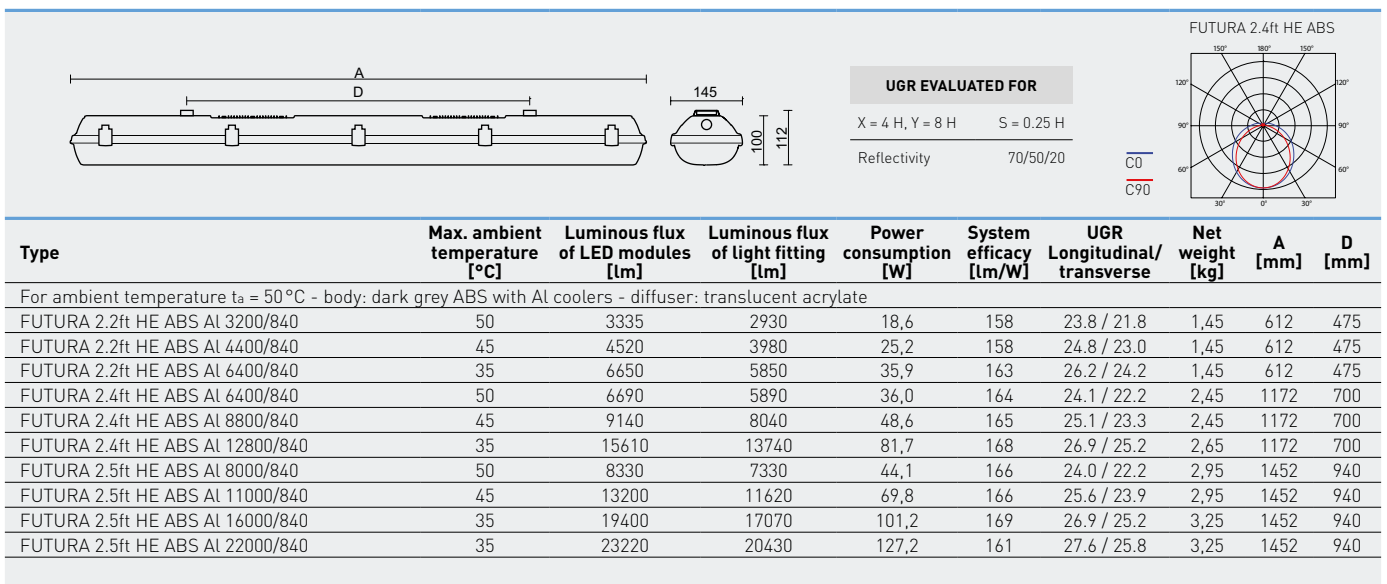 FUTURA 2.4ft HE ABS
150° 180° 150°
120° 120°
90° 90°
60° 60°
30° 0° 30°
C0
C90
A
D
145
100
112
UGR EVALUATED FOR
X = 4 H, Y = 8 H S = 0.25 H
Reflectivity 70/50/20
Type Max. ambient temperature [°C] Luminous flux of LED modules [lm] Luminous flux of light fitting [lm] Power consumption [W] System efficacy [lm/W] UGR Longitudinal/ transverse Net weight [kg] A [mm] D [mm]
For ambient temperature ta = 50°C - body: dark grey ABS with Al coolers - diffuser: translucent acrylate
FUTURA 2.2ft HE ABS Al 3200/840 50 3335 2930 18,6 158 23.8 / 21.8 1,45 612 475
FUTURA 2.2ft HE ABS Al 4400/840 45 4520 3980 25,2 158 24.8 / 23.0 1,45 612 475
FUTURA 2.2ft HE ABS Al 6400/840 35 6650 5850 35,9 163 26.2 / 24.2 1,45 612 475
FUTURA 2.4ft HE ABS Al 6400/840 50 6690 5890 36,0 164 24.1 / 22.2 2,45 1172 700
FUTURA 2.4ft HE ABS Al 8800/840 45 9140 8040 48,6 165 25.1 / 23.3 2,45 1172 700
FUTURA 2.4ft HE ABS Al 12800/840 35 15610 13740 81,7 168 26.9 / 25.2 2,65 1172 700
FUTURA 2.5ft HE ABS Al 8000/840 50 8330 7330 44,1 166 24.0 / 22.2 2,95 1452 940
FUTURA 2.5ft HE ABS Al 11000/840 45 13200 11620 69,8 166 25.6 / 23.9 2,95 1452 940
FUTURA 2.5ft HE ABS Al 16000/840 35 19400 17070 101,2 169 26.9 / 25.2 3,25 1452 940
FUTURA 2.5ft HE ABS Al 22000/840 35 23220 20430 127,2 161 27.6 / 25.8 3,25 1452 940